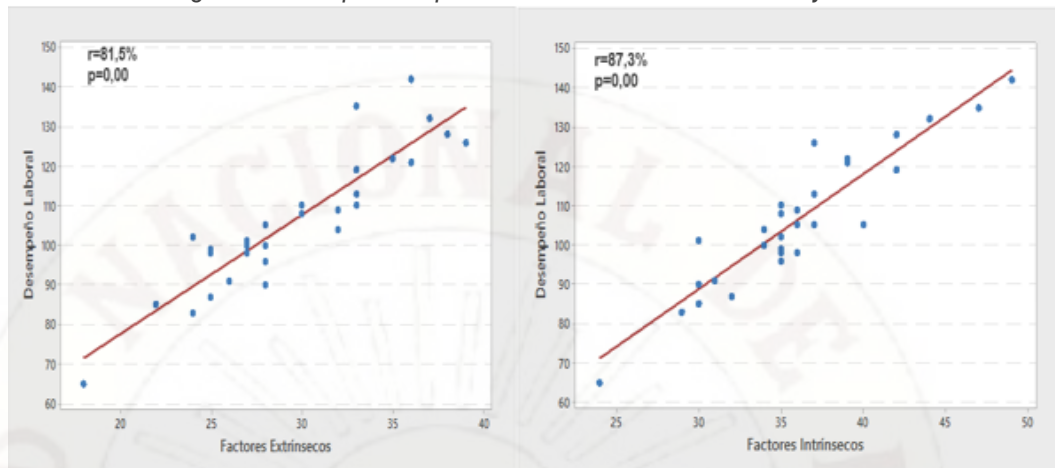 r=81,5%
p=0,00
150
140
130
120
110
100
90
80
70
60
Desempeño Laboral
20 25 30 35 40
Factores Extrínsecos
r=87,3%
p=0,00
150
140
130
120
110
100
90
80
70
60
Desempeño Laboral
25 30 35 40 45 50
Factores Intrínsecos
NACIONAL DE